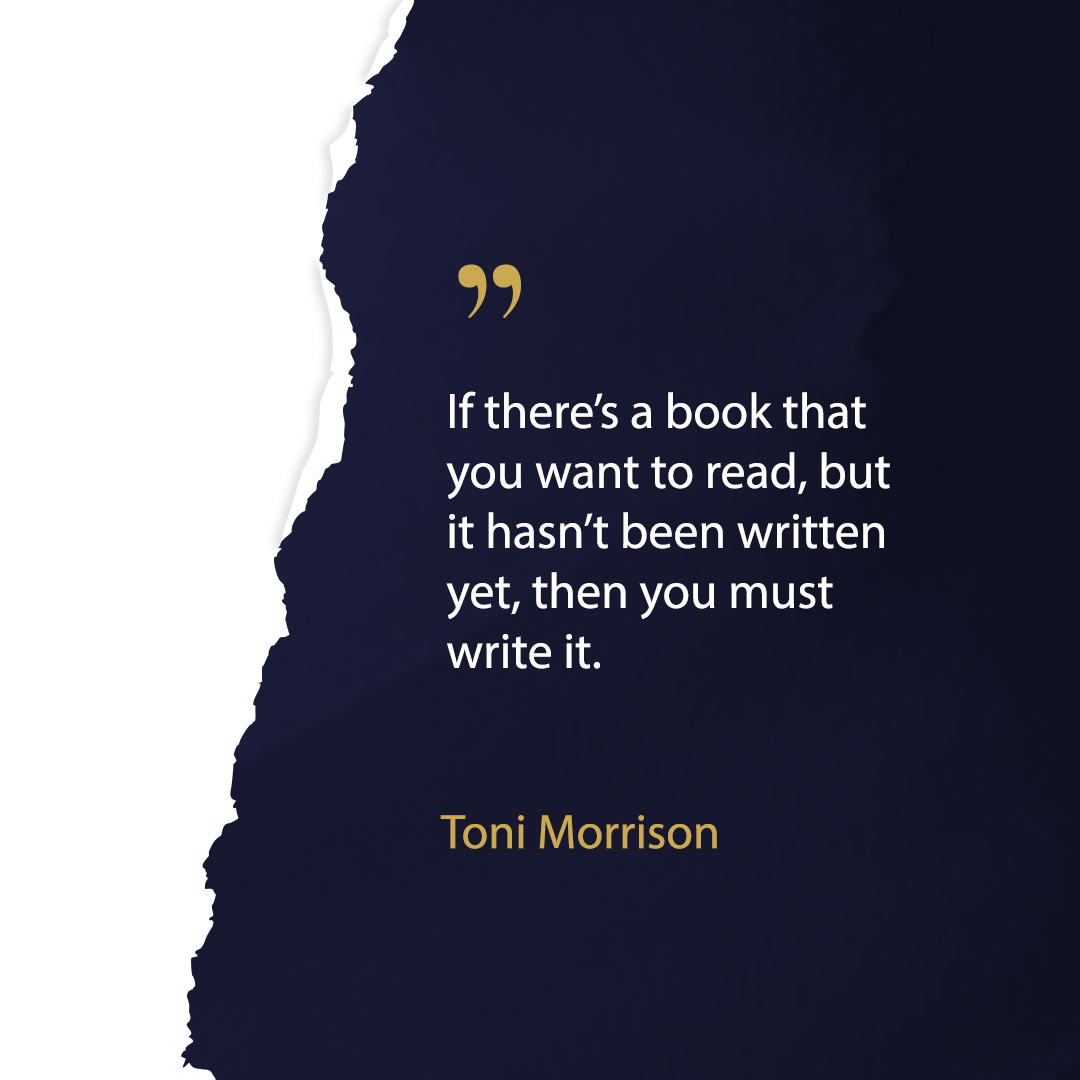 ”
If there’s a book that
you want to read, but
it hasn’t been written
yet, then you must
write it.
Toni Morrison